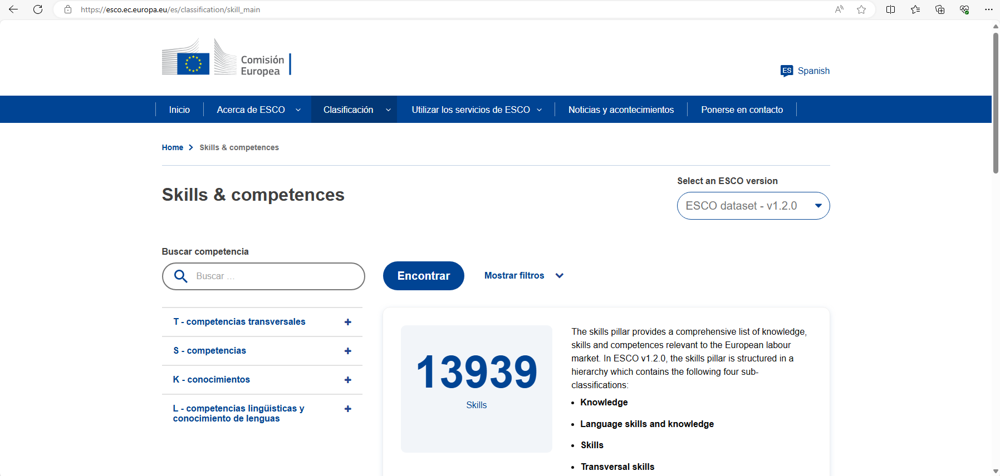 https://esco.ec.europa.eu/es/classification/skill_main
Comisión
Europea
ES Spanish
Inicio
Acerca de ESCO
Clasificación
Utilizar los servicios de ESCO
Noticias y acontecimientos
Ponerse en contacto
Home
Skills & competences
Select an ESCO version
Skills & competences
ESCO dataset - v1.2.0
Buscar competencia
Buscar ...
Encontrar
Mostrar filtros
T - competencias transversales
S - competencias
K - conocimientos
L - competencias lingüísticas y
conocimiento de lenguas
13939
Skills
The skills pillar provides a comprehensive list of knowledge,
skills and competences relevant to the European labour
market. In ESCO v1.2.0, the skills pillar is structured in a
hierarchy which contains the following four sub-
classifications:
• Knowledge
• Language skills and knowledge
• Skills
• Transversal skills